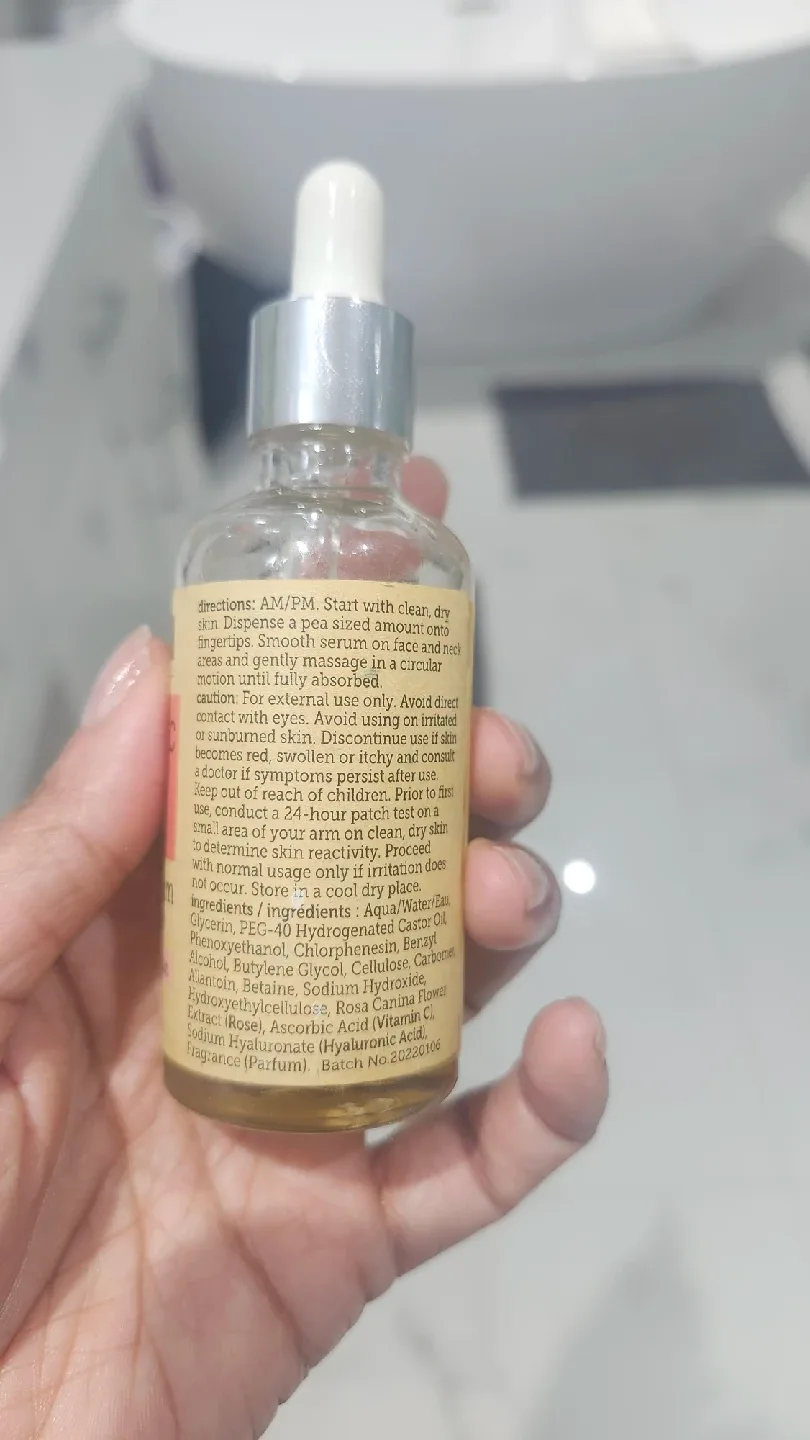 directions: AM/PM. Start with clean, dry
skin. Dispense a pea sized amount onto
fingertips. Smooth serum on face and neck
areas and gently massage in a circular
motion until fully absorbed.
caution: For external use only. Avoid direct
contact with eyes. Avoid using on irritated
or sunburned skin. Discontinue use if skin
becomes red, swollen or itchy and consult
a doctor if symptoms persist after use.
Keep out of reach of children. Prior to first
use, conduct a 24-hour patch test on a
small area of your arm on clean, dry skin
to determine skin reactivity. Proceed
with normal usage only if irritation does
not occur. Store in a cool dry place.
ingredients / ingrédients : Aqua/Water/Eau,
Glycerin, PEG-40 Hydrogenated Castor Oil,
Phenoxyethanol, Chlorphenesin, Benzyl
Alcohol, Butylene Glycol, Cellulose, Carbomer,
Allantoin, Betaine, Sodium Hydroxide,
Hydroxyethylcellulose, Rosa Canina Flower
Extract (Rose), Ascorbic Acid (Vitamin C),
Sodium Hyaluronate (Hyaluronic Acid),
Fragrance (Parfum). Batch No.20220106